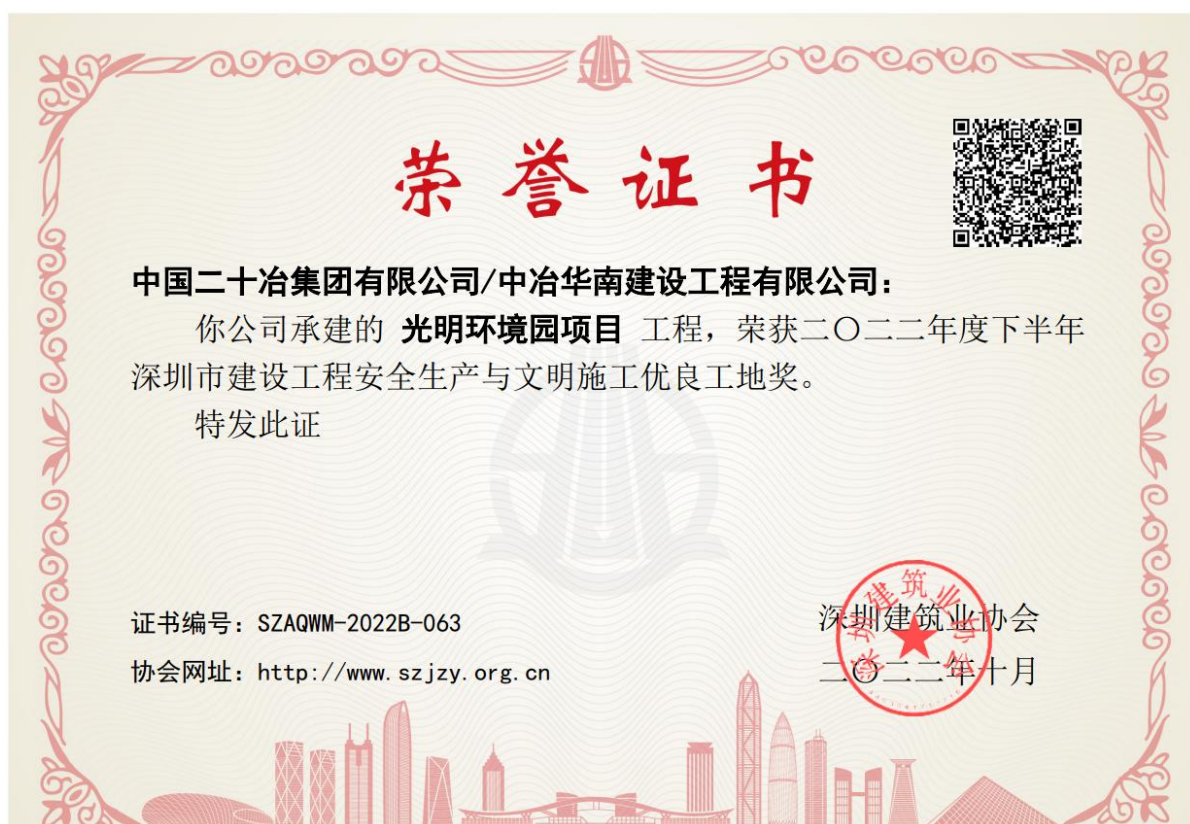 荣誉证书
中国二十冶集团有限公司/中冶华南建设工程有限公司：
你公司承建的 光明环境园项目 工程，荣获二〇二二年度下半年
深圳市建设工程安全生产与文明施工优良工地奖。
特发此证
证书编号：SZAQWM-2022B-063
深圳建筑业协会
协会网址：http://www.szjzy.org.cn
二〇二二年十月
深圳建筑业协会